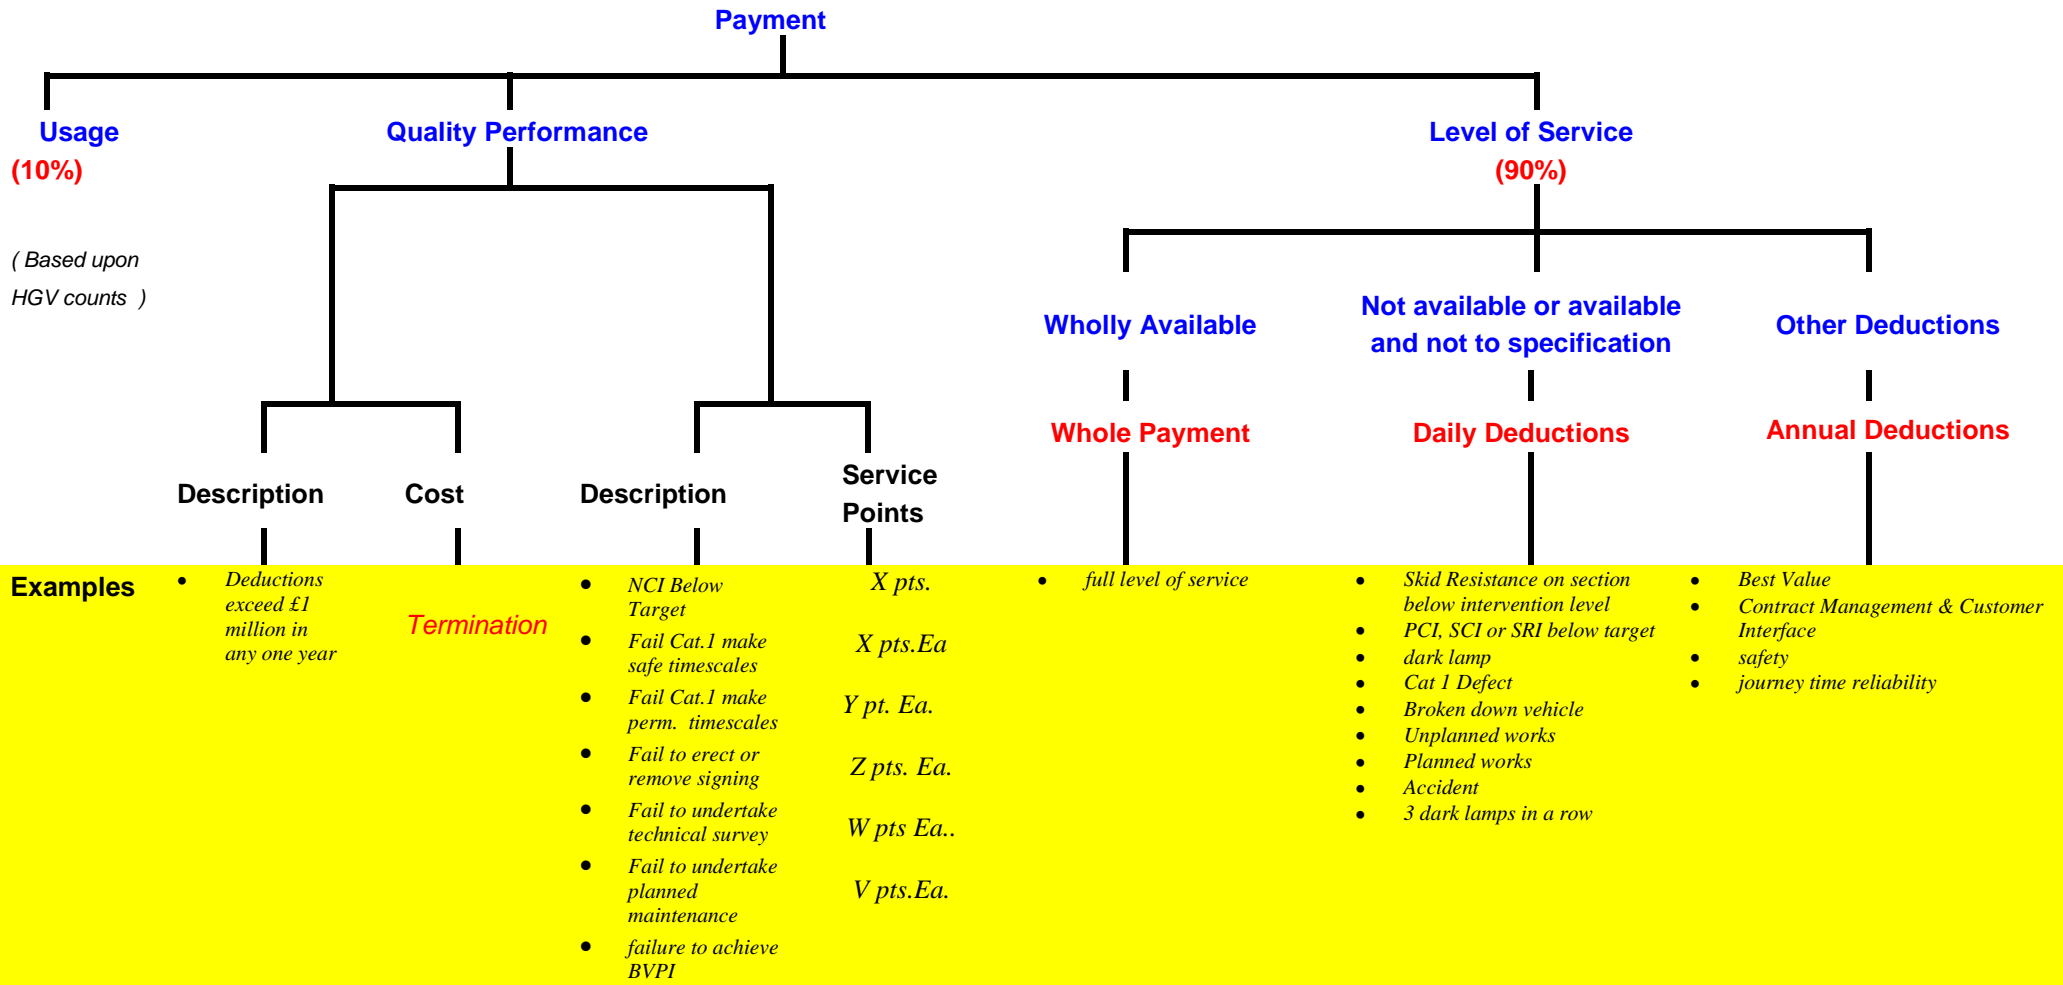 Payment
Usage
(10%)
( Based upon
HGV counts )
Quality Performance
Level of Service
(90%)
Wholly Available
Not available or available
and not to specification
Other Deductions
Whole Payment
Daily Deductions
Annual Deductions
Description
Cost
Description
Service
Points
Examples
• Deductions
exceed £1
million in
any one year
Termination
• NCI Below
Target
X pts.
• Fail Cat.1 make
safe timescales
X pts.Ea
• Fail Cat.1 make
perm. timescales
Y pt. Ea.
• Fail to erect or
remove signing
Z pts. Ea.
• Fail to undertake
technical survey
W pts Ea..
• Fail to undertake
planned
maintenance
V pts.Ea.
• failure to achieve
BVPI
• full level of service
• Skid Resistance on section
below intervention level
• PCI, SCI or SRI below target
• dark lamp
• Cat 1 Defect
• Broken down vehicle
• Unplanned works
• Planned works
• Accident
• 3 dark lamps in a row
• Best Value
• Contract Management & Customer
Interface
• safety
• journey time reliability